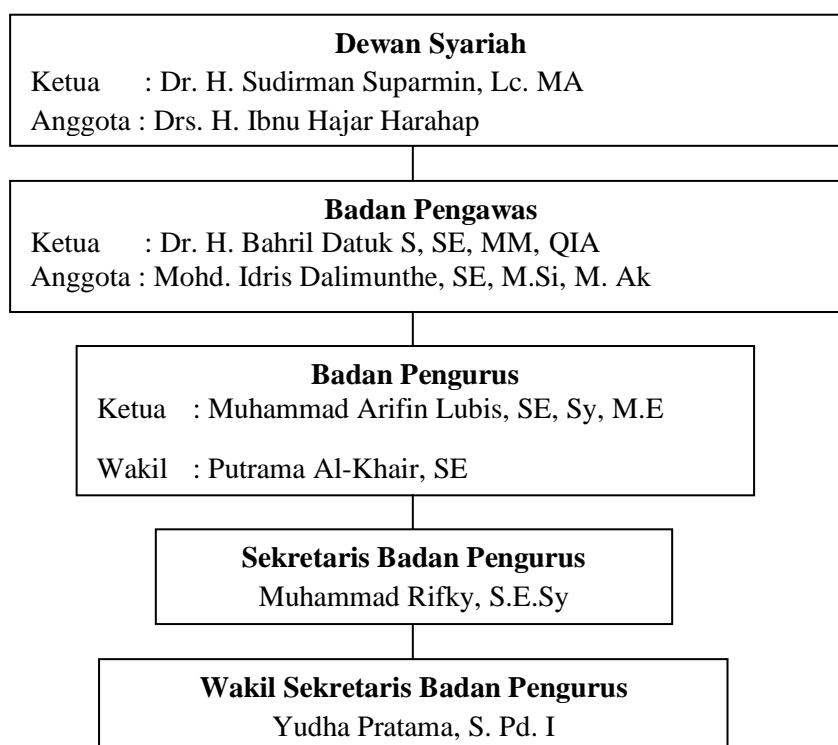 Dewan Syariah
Ketua : Dr. H. Sudirman Suparmin, Lc. MA
Anggota : Drs. H. Ibnu Hajar Harahap
Badan Pengawas
Ketua : Dr. H. Bahril Datuk S, SE, MM, QIA
Anggota : Mohd. Idris Dalimunthe, SE, M.Si, M. Ak
Badan Pengurus
Ketua : Muhammad Arifin Lubis, SE, Sy, M.E
Wakil : Putrama Al-Khair, SE
Sekretaris Badan Pengurus
Muhammad Rifky, S.E.Sy
Wakil Sekretaris Badan Pengurus
Yudha Pratama, S. Pd. I